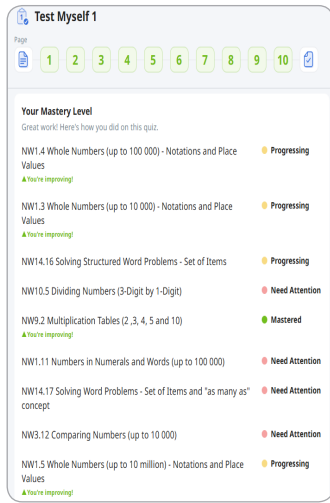 Test Myself 1
Page
1 2 3 4 5 6 7 8 9 10
Your Mastery Level
Great work! Here's how you did on this quiz.
NW1.4 Whole Numbers (up to 100 000) - Notations and Place Progressing
Values
▲You're improving!
NW1.3 Whole Numbers (up to 10 000) - Notations and Place Progressing
Values
▲You're improving!
NW14.16 Solving Structured Word Problems - Set of Items Progressing
NW10.5 Dividing Numbers (3-Digit by 1-Digit) Need Attention
NW9.2 Multiplication Tables (2 ,3, 4, 5 and 10) Mastered
▲You're improving!
NW1.11 Numbers in Numerals and Words (up to 100 000) Need Attention
NW14.17 Solving Word Problems - Set of Items and "as many as" Need Attention
concept
NW3.12 Comparing Numbers (up to 10 000) Need Attention
NW1.5 Whole Numbers (up to 10 million) - Notations and Place Progressing
Values
▲You're improving!